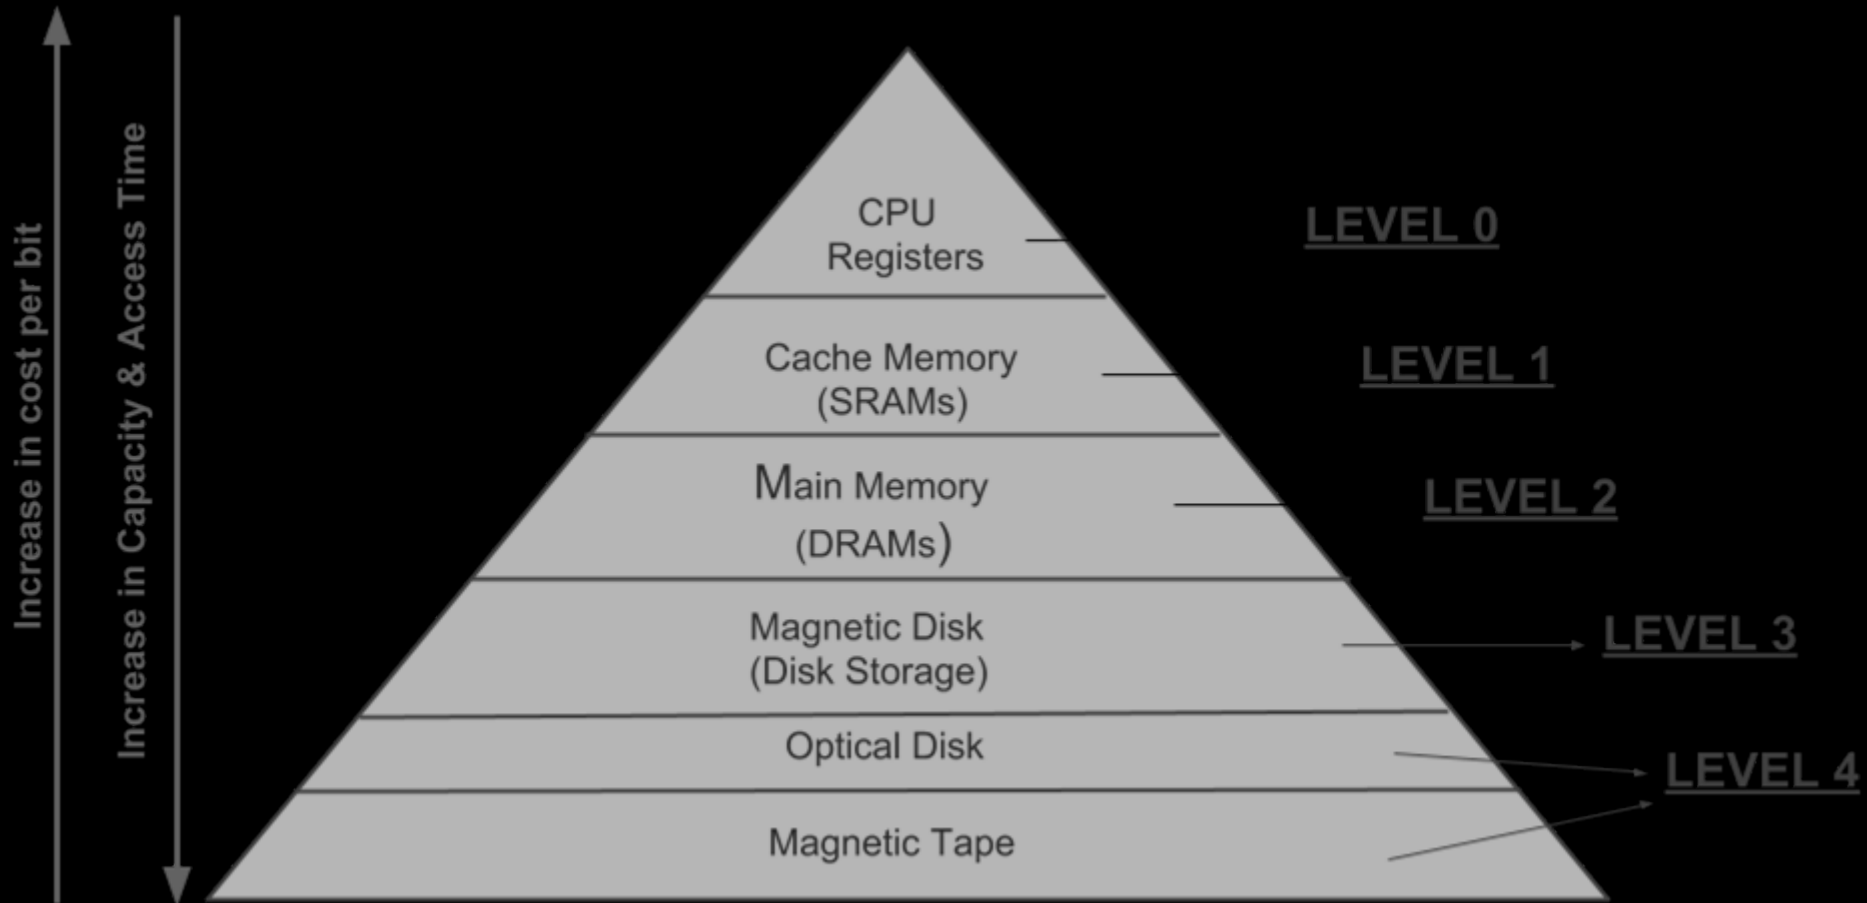 Increase in cost per bit
Increase in Capacity & Access Time
CPU
Registers
LEVEL 0
Cache Memory
(SRAMs)
LEVEL 1
Main Memory
(DRAMs)
LEVEL 2
Magnetic Disk
(Disk Storage)
LEVEL 3
Optical Disk
LEVEL 4
Magnetic Tape